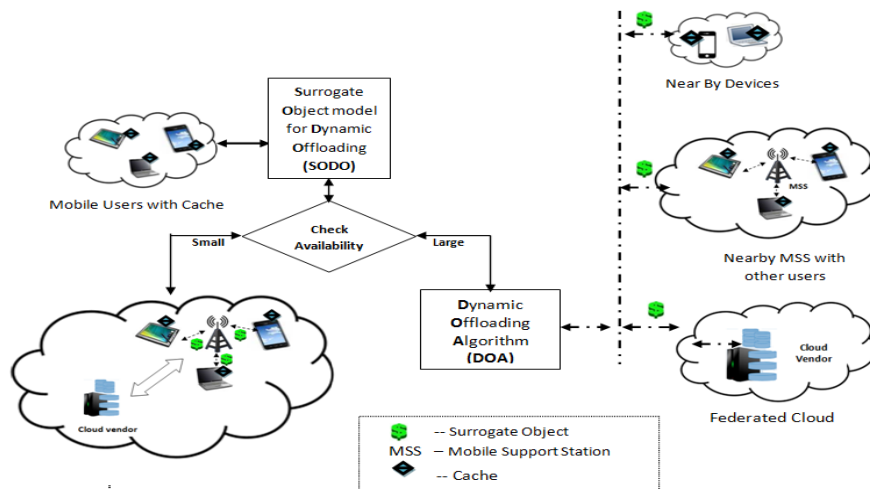 Surrogate
Object model
for Dynamic
Offloading
(SODO)
Mobile Users with Cache
Check
Availability
Small
Large
Dynamic
Offloading
Algorithm
(DOA)
Cloud vendor
Near By Devices
MSS
Nearby MSS with
other users
Cloud
Vendor
Federated Cloud
$ -- Surrogate Object
MSS – Mobile Support Station
-- Cache